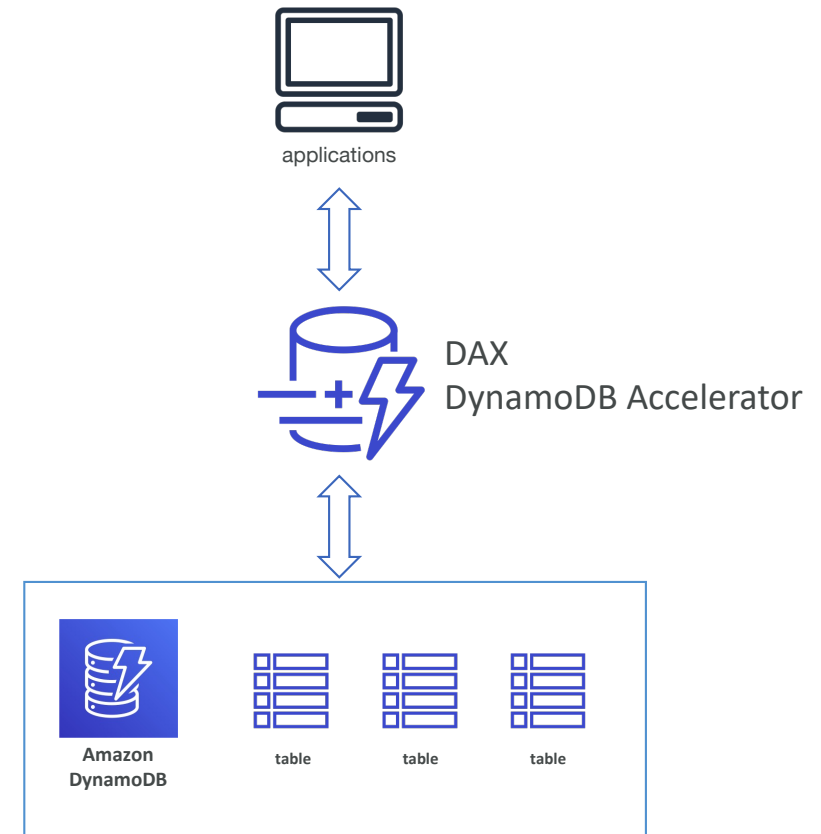 applications
DAX
DynamoDB Accelerator
Amazon
DynamoDB
table
table
table